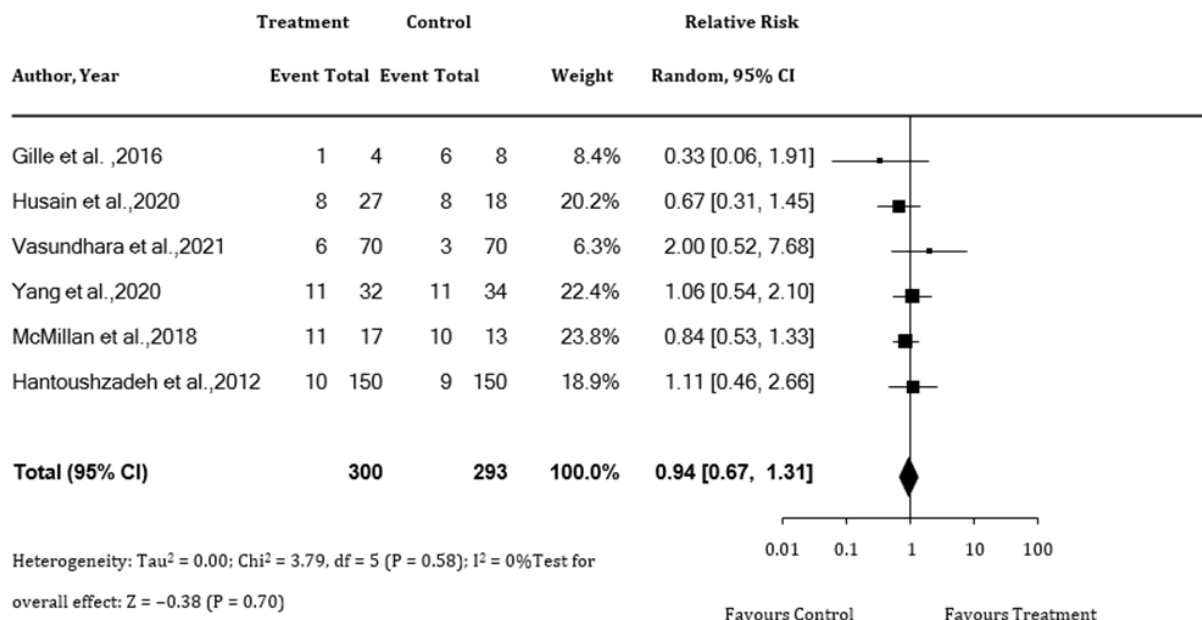 Treatment Control Relative Risk
Author, Year Event Total Event Total Weight Random, 95% CI
Gille et al. ,2016 1 4 6 8 8.4% 0.33 [0.06, 1.91]
Husain et al.,2020 8 27 8 18 20.2% 0.67 [0.31, 1.45]
Vasundhara et al.,2021 6 70 3 70 6.3% 2.00 [0.52, 7.68]
Yang et al.,2020 11 32 11 34 22.4% 1.06 [0.54, 2.10]
McMillan et al.,2018 11 17 10 13 23.8% 0.84 [0.53, 1.33]
Hantoushzadeh et al.,2012 10 150 9 150 18.9% 1.11 [0.46, 2.66]
Total (95% CI) 300 293 100.0% 0.94 [0.67, 1.31]
0.01 0.1 1 10 100
Heterogeneity: Tau² = 0.00; Chi² = 3.79, df = 5 (P = 0.58); I² = 0%Test for
overall effect: Z = −0.38 (P = 0.70)
Favours Control Favours Treatment